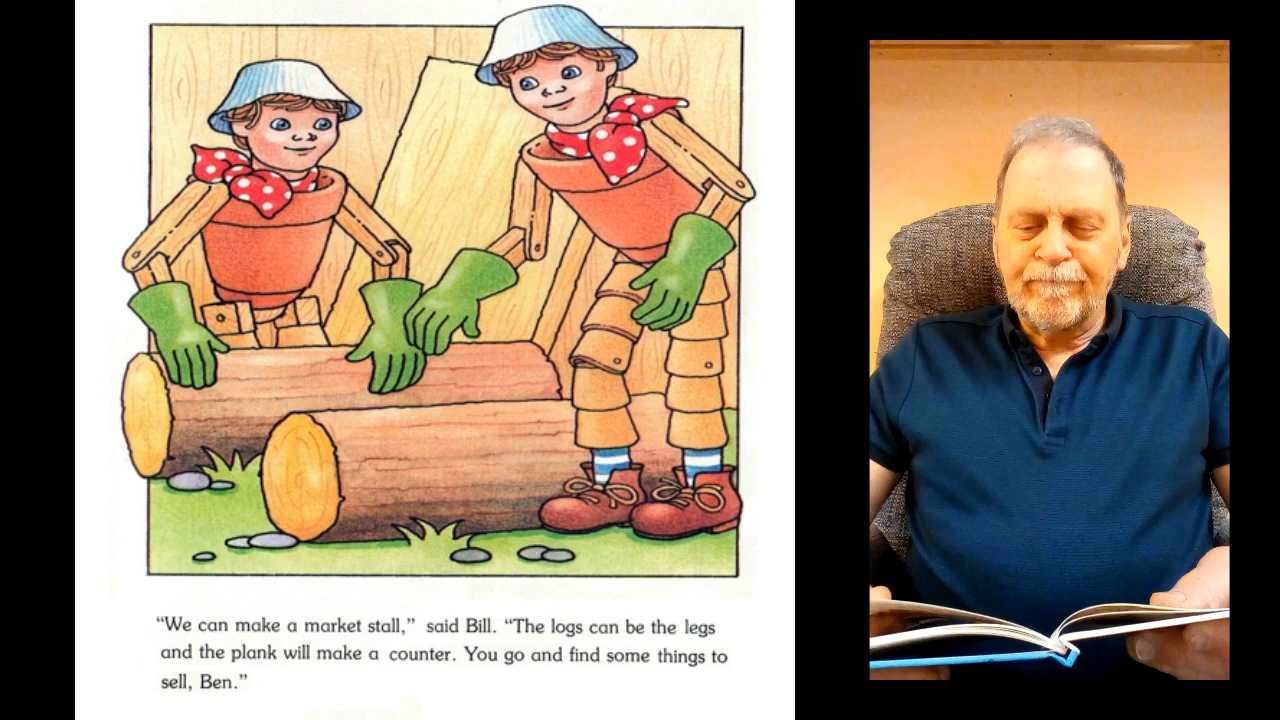 “We can make a market stall,” said Bill. “The logs can be the legs
and the plank will make a counter. You go and find some things to
sell, Ben.”